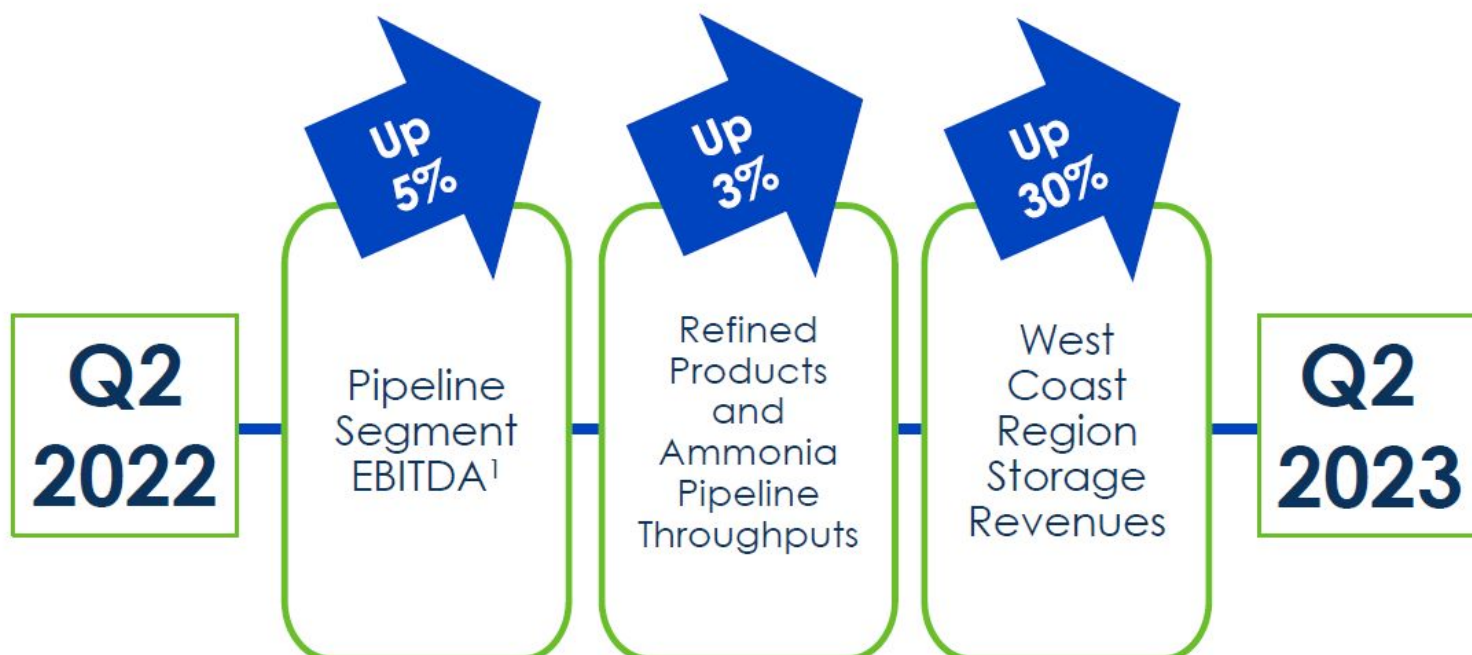 Up
5%
Up
3%
Up
30%
Q2
2022
Pipeline
Segment
EBITDA¹
Refined
Products
and
Ammonia
Pipeline
Throughputs
West
Coast
Region
Storage
Revenues
Q2
2023